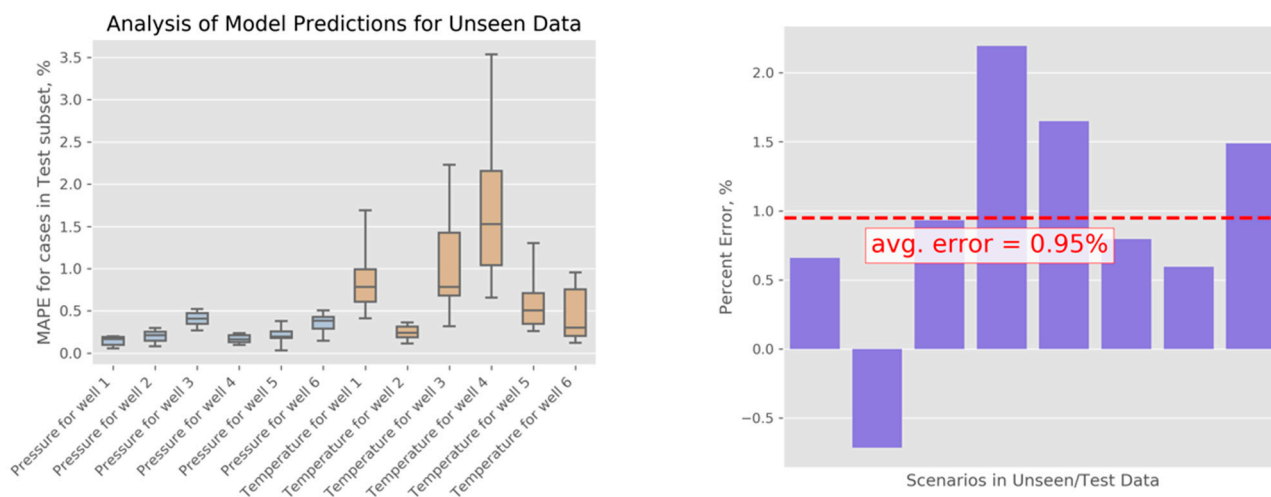 Analysis of Model Predictions for Unseen Data
MAPE for cases in Test subset, %
3.5
3.0
2.5
2.0
1.5
1.0
0.5
0.0
Pressure for well 1
Pressure for well 2
Pressure for well 3
Pressure for well 4
Pressure for well 5
Pressure for well 6
Temperature for well 1
Temperature for well 2
Temperature for well 3
Temperature for well 4
Temperature for well 5
Temperature for well 6
Percent Error, %
2.0
1.5
1.0
0.5
0.0
−0.5
avg. error = 0.95%
Scenarios in Unseen/Test Data